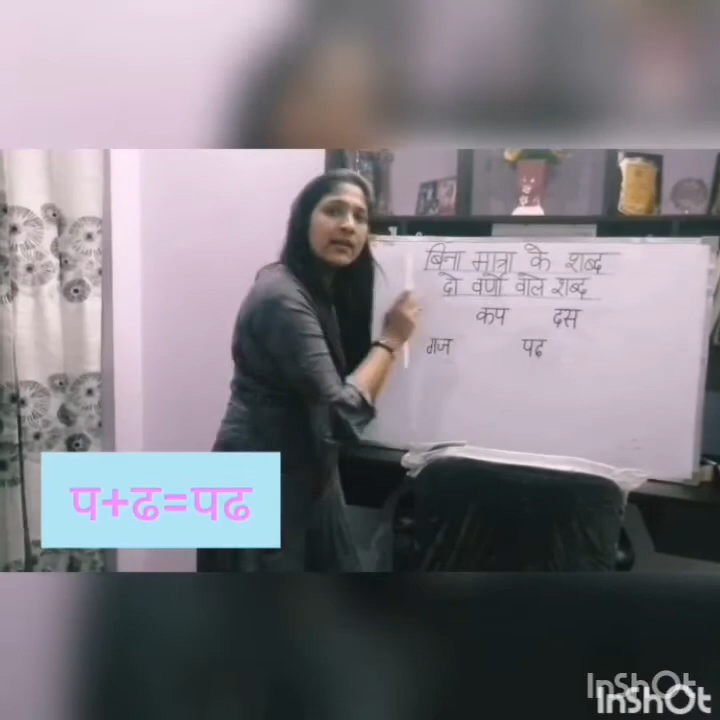 बिना मात्रा के शब्द
दो वर्णो वाले शब्द
कप दस
गज पढ
प+ढ=पढ
InShOt
InShOt